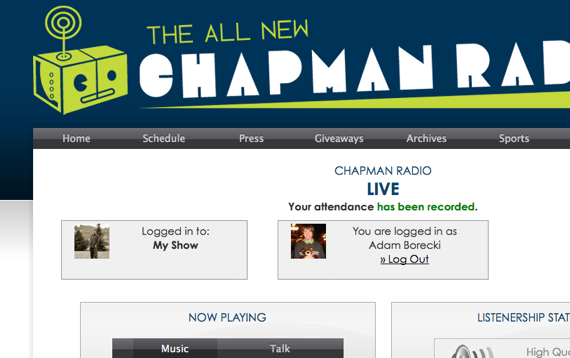 THE ALL NEW
CHAPMAN RAD
Home Schedule Press Giveaways Archives Sports
CHAPMAN RADIO
LIVE
Your attendance has been recorded.
Logged in to:
My Show
You are logged in as
Adam Borecki
» Log Out
NOW PLAYING
LISTENERSHIP STAT
Music Talk
High Qu